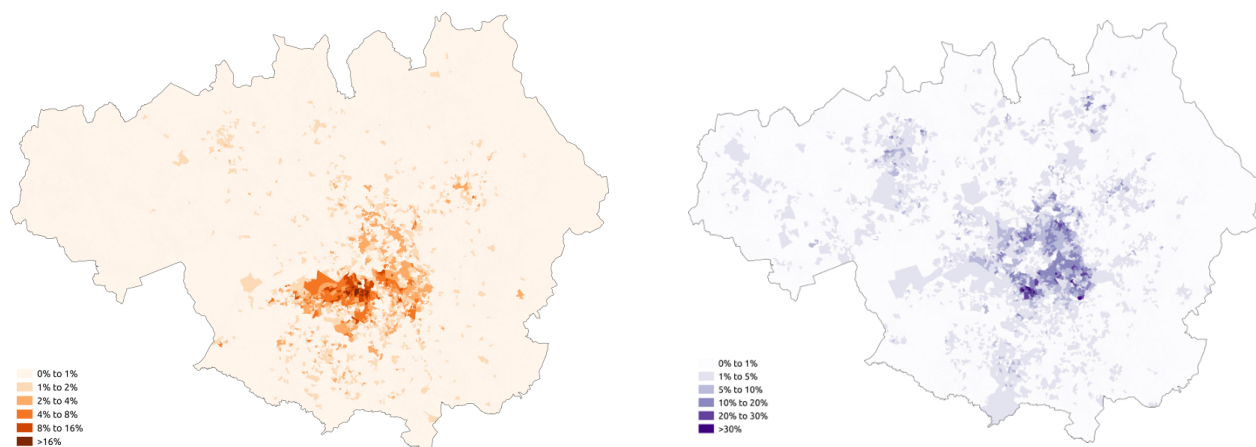 0% to 1%
1% to 2%
2% to 4%
4% to 8%
8% to 16%
>16%
0% to 1%
1% to 5%
5% to 10%
10% to 20%
20% to 30%
>30%